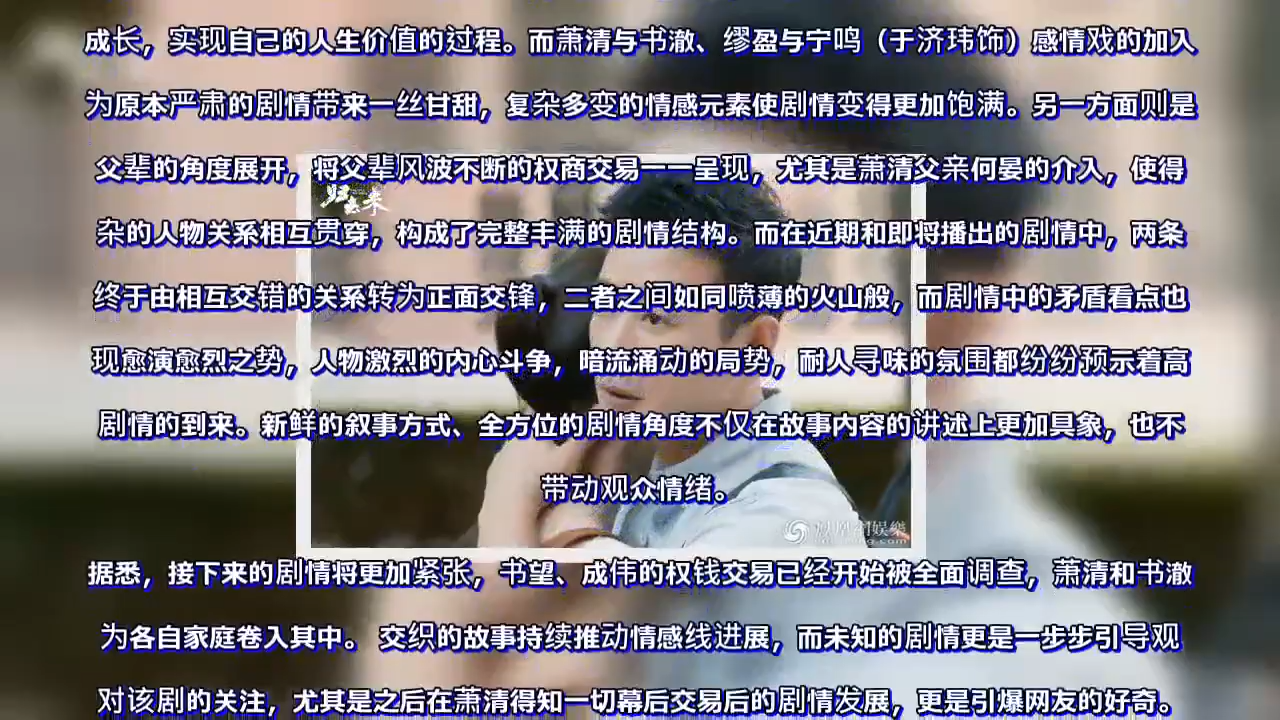 成长，实现自己的人生价值的过程。而萧清与书澈、缪盈与宁鸣（于济玮饰）感情戏的加入
为原本严肃的剧情带来一丝甘甜，复杂多变的情感元素使剧情变得更加饱满。另一方面则是
父辈的角度展开，将父辈风波不断的权商交易一一呈现，尤其是萧清父亲何晏的介入，使得
归去来
杂的人物关系相互贯穿，构成了完整丰满的剧情结构。而在近期和即将播出的剧情中，两条
终于由相互交错的关系转为正面交锋，二者之间如同喷薄的火山般，而剧情中的矛盾看点也
现愈演愈烈之势，人物激烈的内心斗争，暗流涌动的局势，耐人寻味的氛围都纷纷预示着高
剧情的到来。新鲜的叙事方式、全方位的剧情角度不仅在故事内容的讲述上更加具象，也不
带动观众情绪。
凤凰网娱乐
据悉，接下来的剧情将更加紧张，书望、成伟的权钱交易已经开始被全面调查，萧清和书澈
为各自家庭卷入其中。 交织的故事持续推动情感线进展，而未知的剧情更是一步步引导观
对该剧的关注，尤其是之后在萧清得知一切幕后交易后的剧情发展，更是引爆网友的好奇。